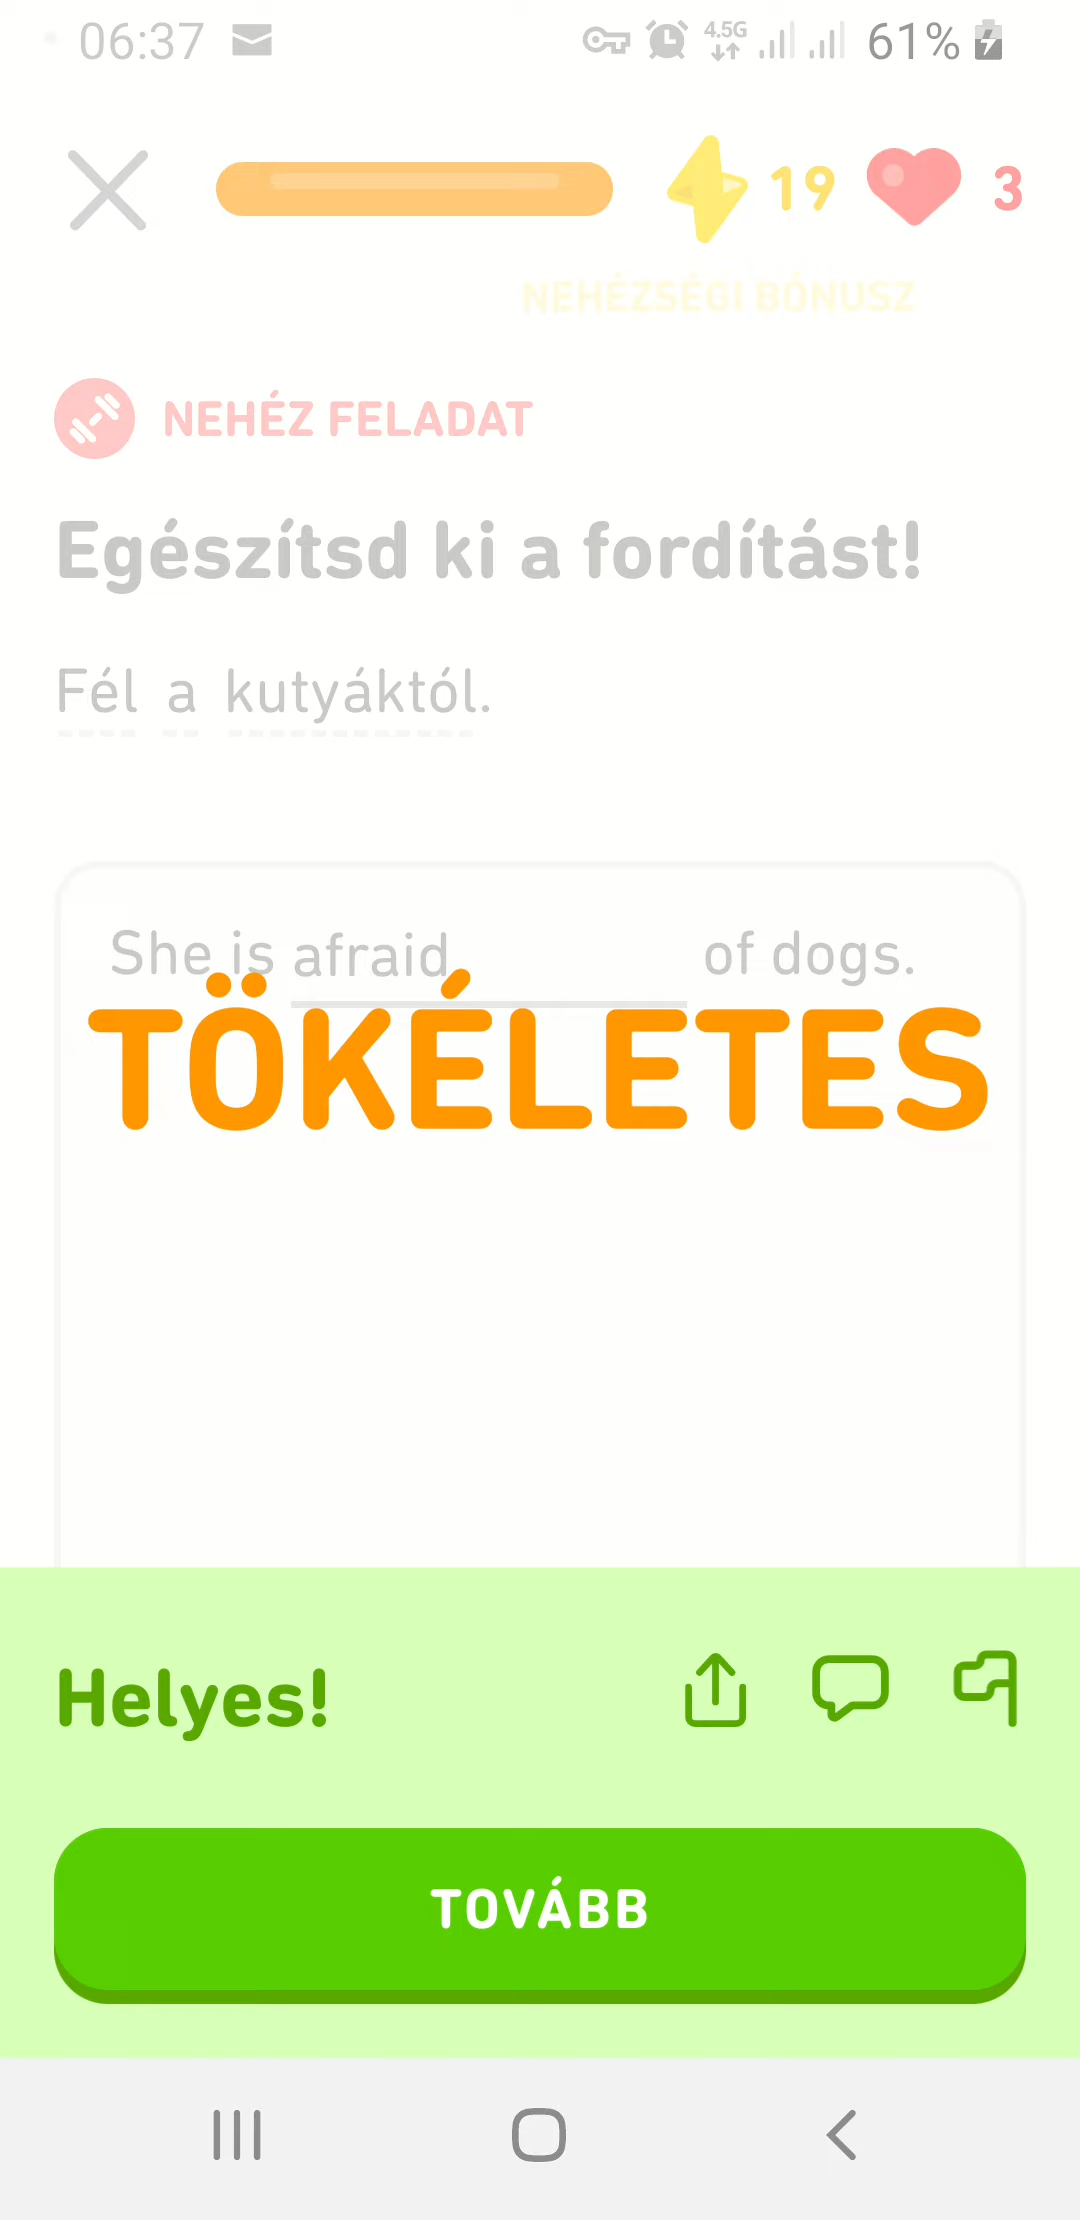 06:37 4.5G 61%
19 3
NEHÉZSÉGI BÓNUSZ
NEHÉZ FELADAT
Egészítsd ki a fordítást!
Fél a kutyáktól.
She is afraid of dogs.
TÖKÉLETES
Helyes!
TOVÁBB